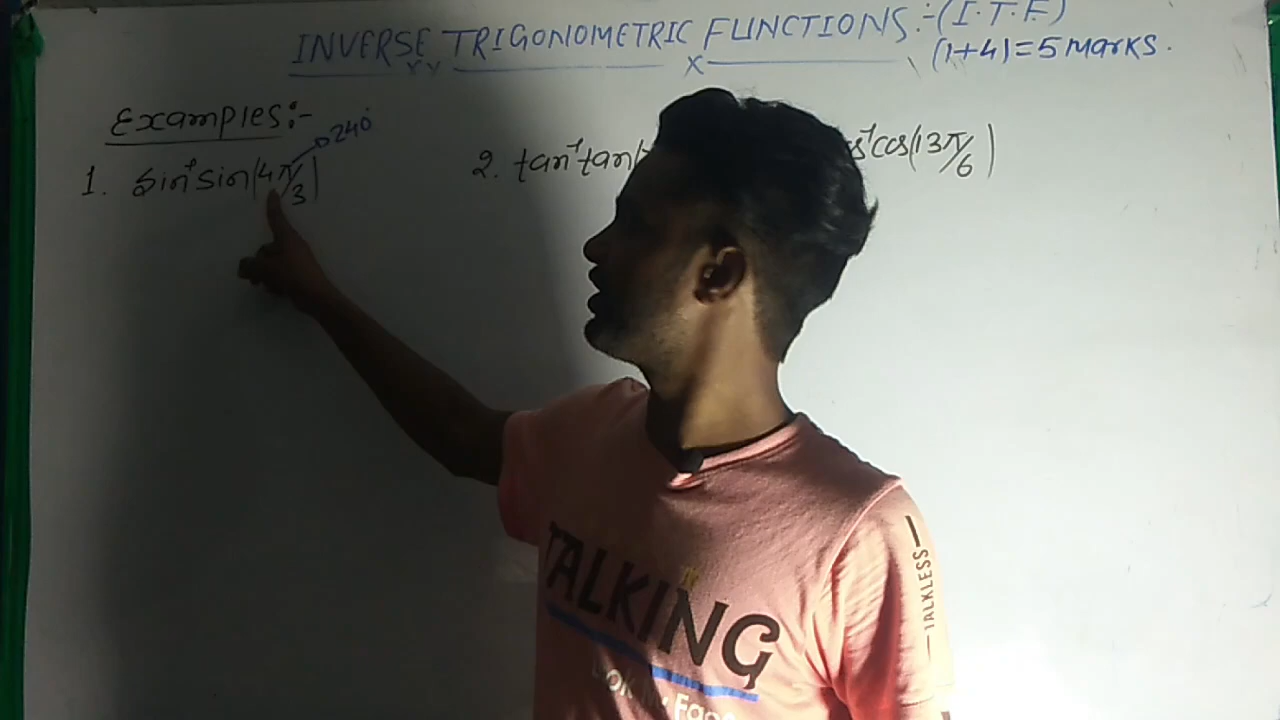 INVERSE TRIGONOMETRIC FUNCTIONS:-(I.T.F.)
(1+4)=5 Marks.
Examples:-
1. sin⁻¹sin(4π/3) 240°
2. tan⁻¹tan(
cos(13π/6)
TALKING
TALKLESS